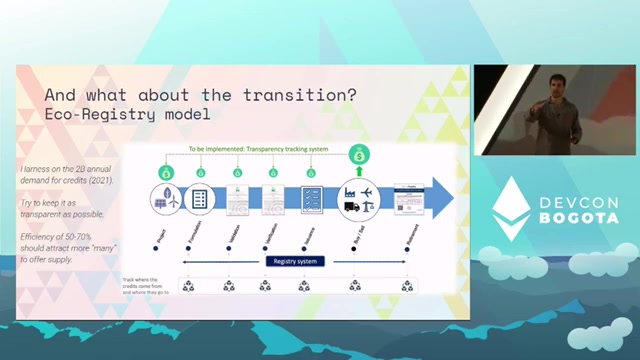 And what about the transition?
Eco-Registry model
To be implemented: Transparency tracking system
Harness on the 2B annual
demand for credits (2021).
Try to keep it as
transparent as possible.
Efficiency of 50-70%
should attract more "many"
to offer supply.
Project
Formulation
Validation
Verification
Issuance
Buy / Sell
Retirement
Registry system
Track where the
credits come from
and where they go to
DEVCON
BOGOTA